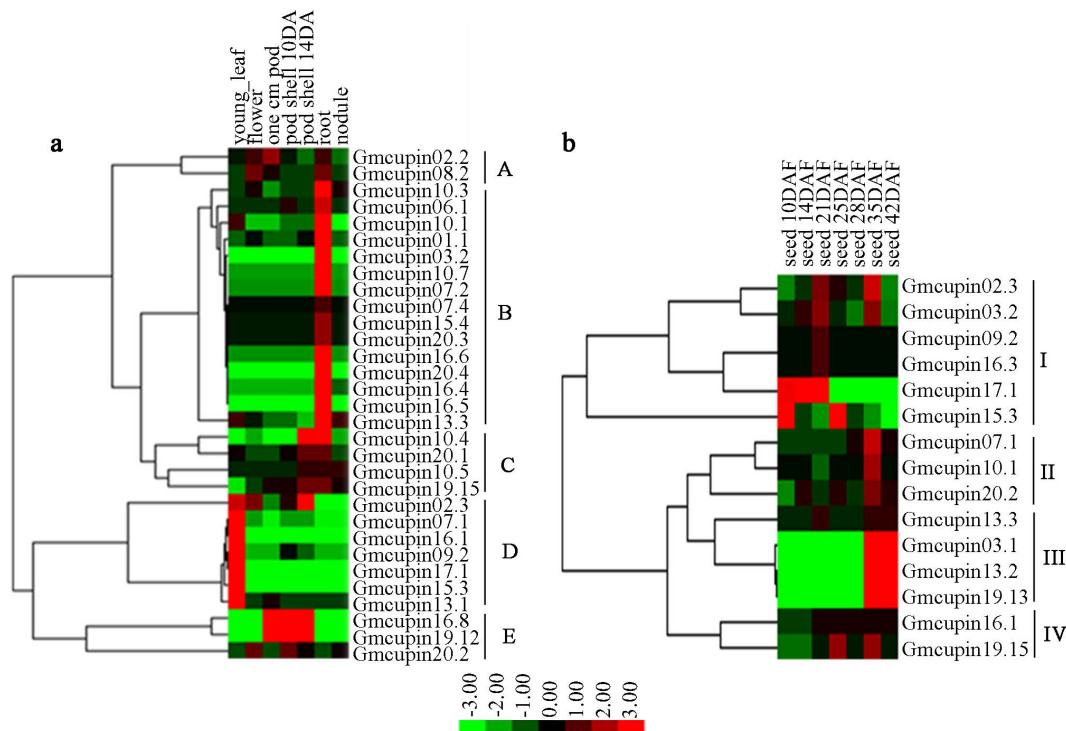 a
young_leaf
flower
one cm pod
pod shell 10DA
pod shell 14DA
root
nodule
Gmcupin02.2
Gmcupin08.2
Gmcupin10.3
Gmcupin06.1
Gmcupin10.1
Gmcupin01.1
Gmcupin03.2
Gmcupin10.7
Gmcupin07.2
Gmcupin07.4
Gmcupin15.4
Gmcupin20.3
Gmcupin16.6
Gmcupin20.4
Gmcupin16.4
Gmcupin16.5
Gmcupin13.3
Gmcupin10.4
Gmcupin20.1
Gmcupin10.5
Gmcupin19.15
Gmcupin02.3
Gmcupin07.1
Gmcupin16.1
Gmcupin09.2
Gmcupin17.1
Gmcupin15.3
Gmcupin13.1
Gmcupin16.8
Gmcupin19.12
Gmcupin20.2
A
B
C
D
E
b
seed 10DAF
seed 14DAF
seed 21DAF
seed 25DAF
seed 28DAF
seed 35DAF
seed 42DAF
Gmcupin02.3
Gmcupin03.2
Gmcupin09.2
Gmcupin16.3
Gmcupin17.1
Gmcupin15.3
Gmcupin07.1
Gmcupin10.1
Gmcupin20.2
Gmcupin13.3
Gmcupin03.1
Gmcupin13.2
Gmcupin19.13
Gmcupin16.1
Gmcupin19.15
I
II
III
IV
-3.00
-2.00
-1.00
0.00
1.00
2.00
3.00